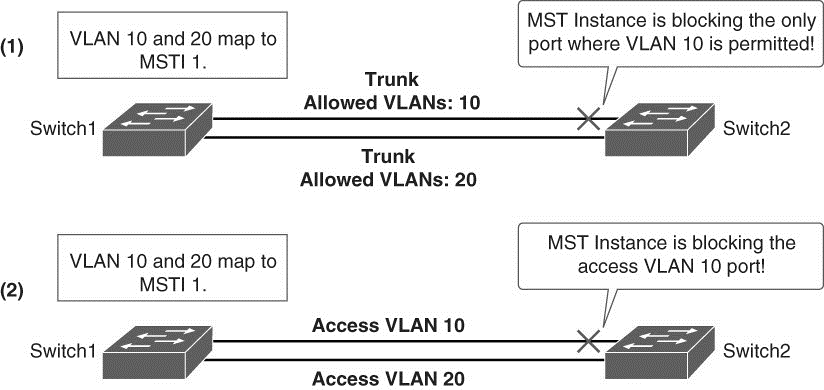 (1)
VLAN 10 and 20 map to
MSTI 1.
MST Instance is blocking the only
port where VLAN 10 is permitted!
Trunk
Allowed VLANs: 10
Switch1
Switch2
Trunk
Allowed VLANs: 20
(2)
VLAN 10 and 20 map to
MSTI 1.
MST Instance is blocking the
access VLAN 10 port!
Access VLAN 10
Switch1
Switch2
Access VLAN 20